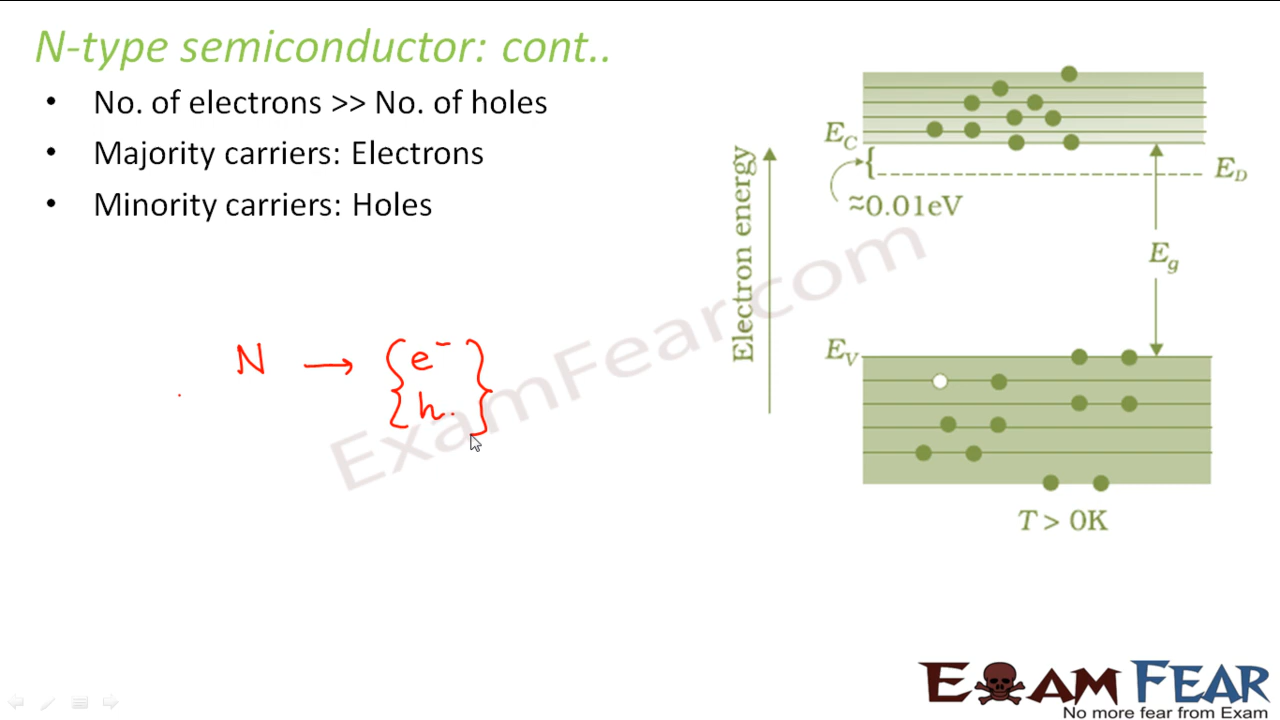 N-type semiconductor: cont..
• No. of electrons >> No. of holes
• Majority carriers: Electrons
• Minority carriers: Holes
N → { e⁻
h. }
Electron energy
E_C
≈0.01eV
E_D
E_g
E_V
T > 0K
ExamFear.com
EXAM FEAR
No more fear from Exam